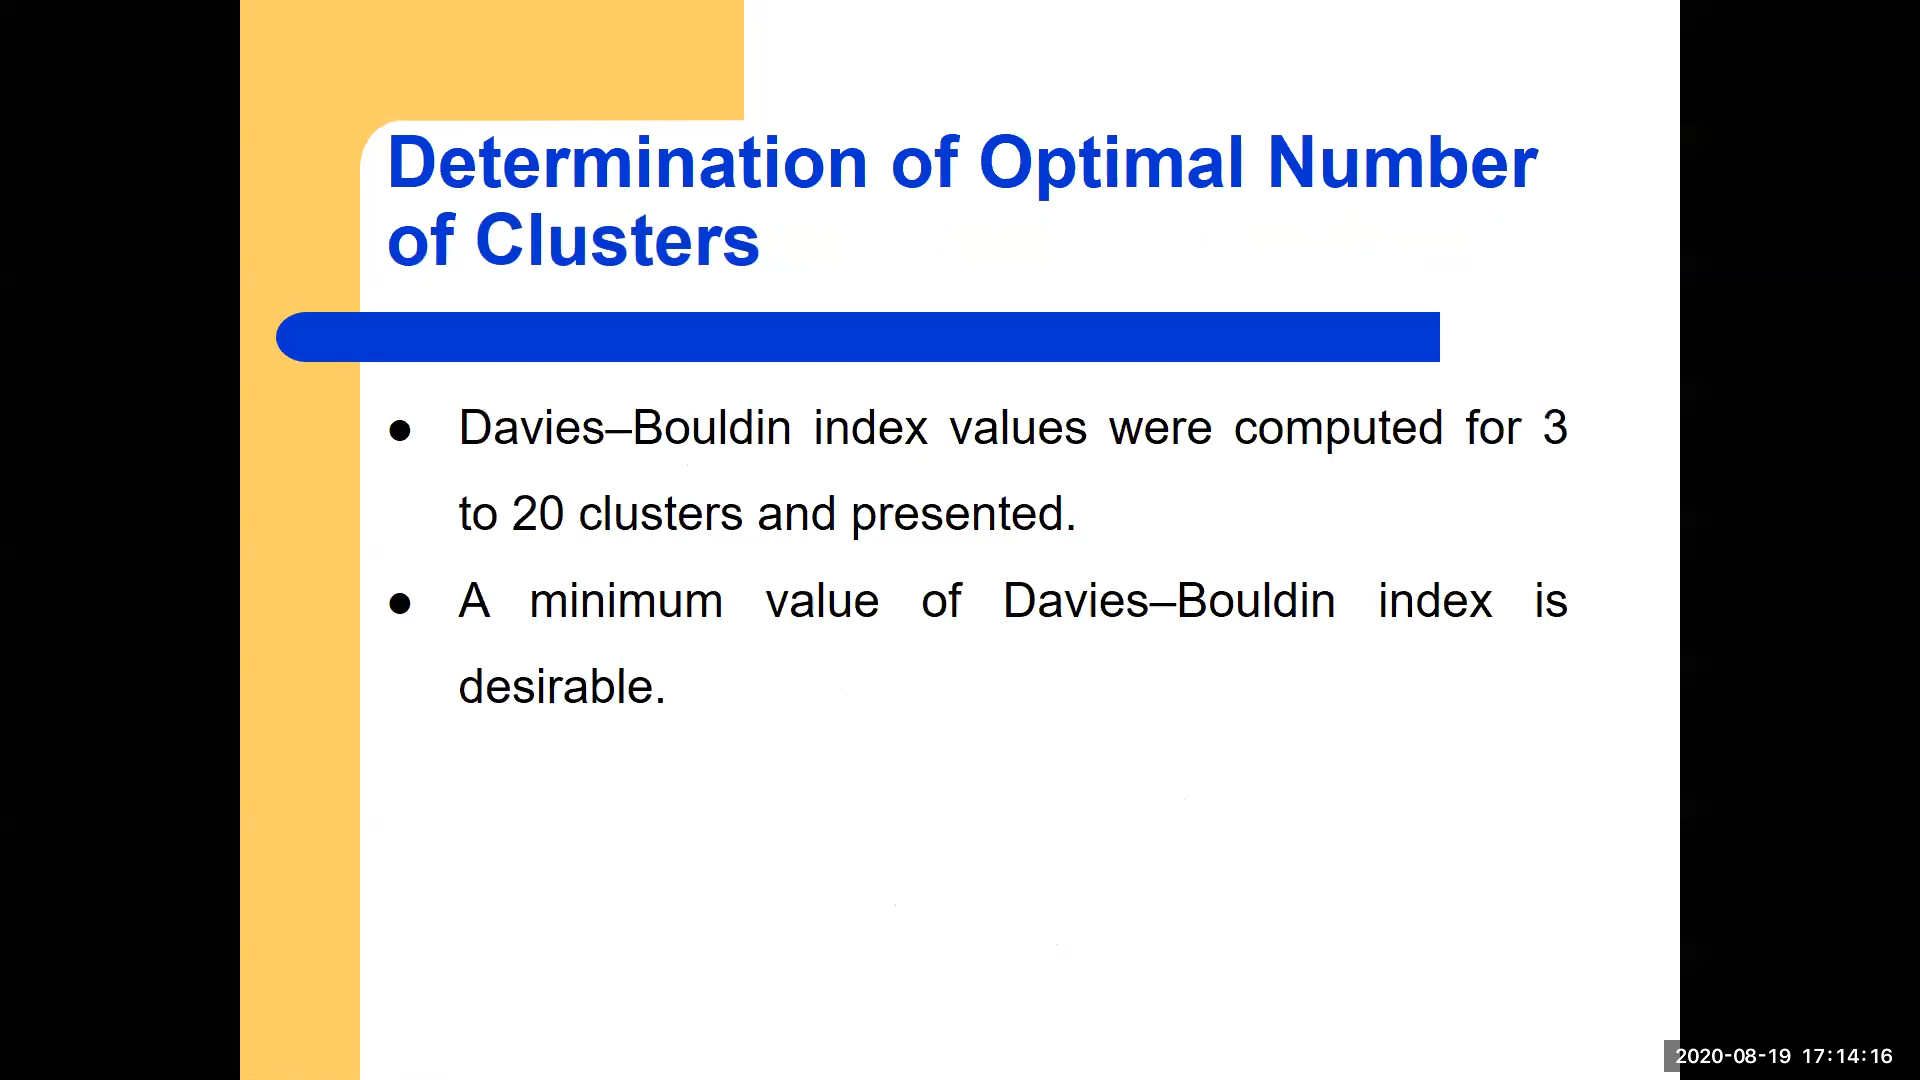 Determination of Optimal Number
of Clusters
● Davies–Bouldin index values were computed for 3
to 20 clusters and presented.
● A minimum value of Davies–Bouldin index is
desirable.
2020-08-19 17:14:16